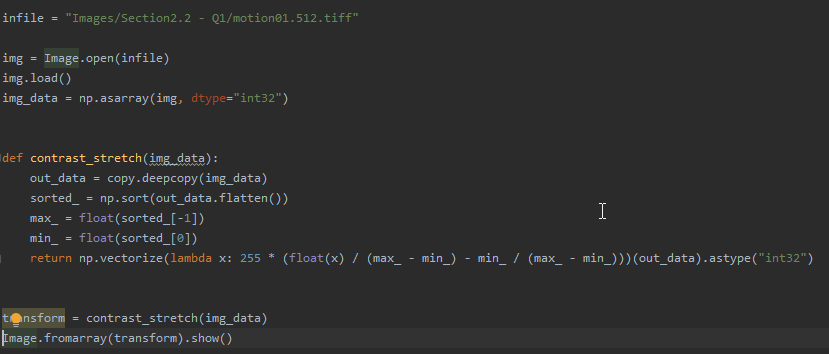 infile = "Images/Section2.2 - Q1/motion01.512.tiff"
img = Image.open(infile)
img.load()
img_data = np.asarray(img, dtype="int32")
def contrast_stretch(img_data):
    out_data = copy.deepcopy(img_data)
    sorted_ = np.sort(out_data.flatten())
    max_ = float(sorted_[-1])
    min_ = float(sorted_[0])
    return np.vectorize(lambda x: 255 * (float(x) / (max_ - min_) - min_ / (max_ - min_)))(out_data).astype("int32")
transform = contrast_stretch(img_data)
Image.fromarray(transform).show()